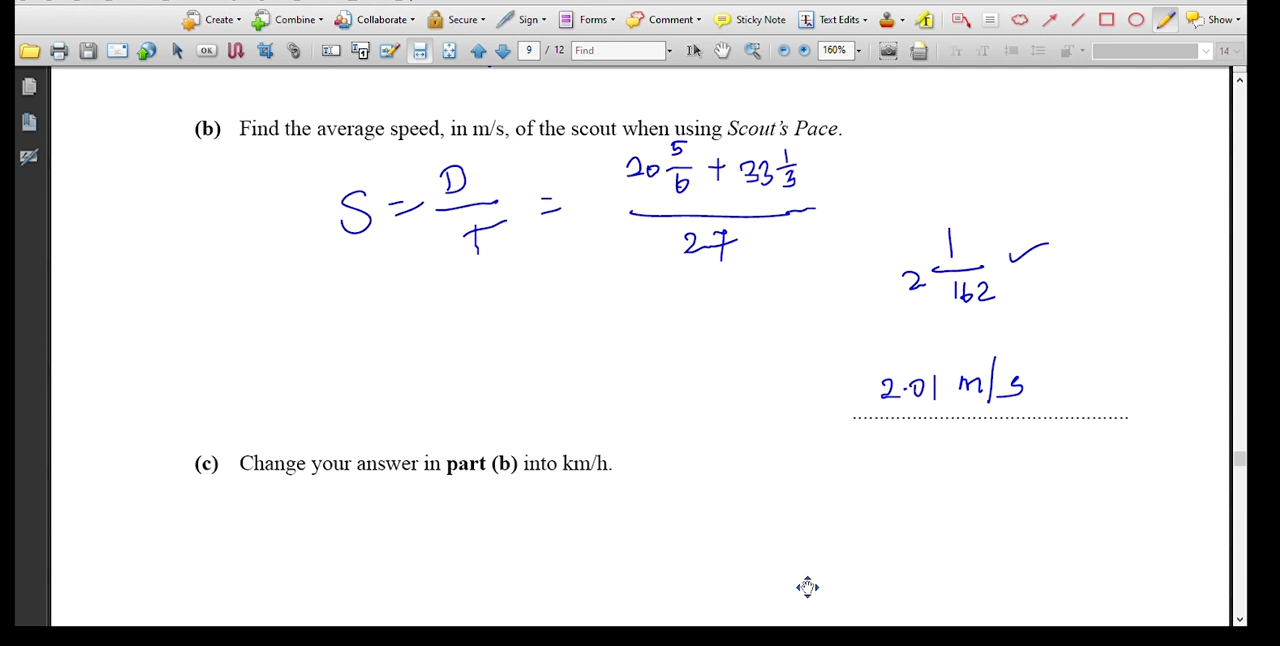 Create Combine Collaborate Secure Sign Forms Comment Sticky Note Text Edits Show
OK 9 / 12 Find 160% 14
(b) Find the average speed, in m/s, of the scout when using Scout's Pace.
S = D/T = (20 5/6 + 33 1/3)/27
2 1/162 ✓
2.01 m/s
(c) Change your answer in part (b) into km/h.